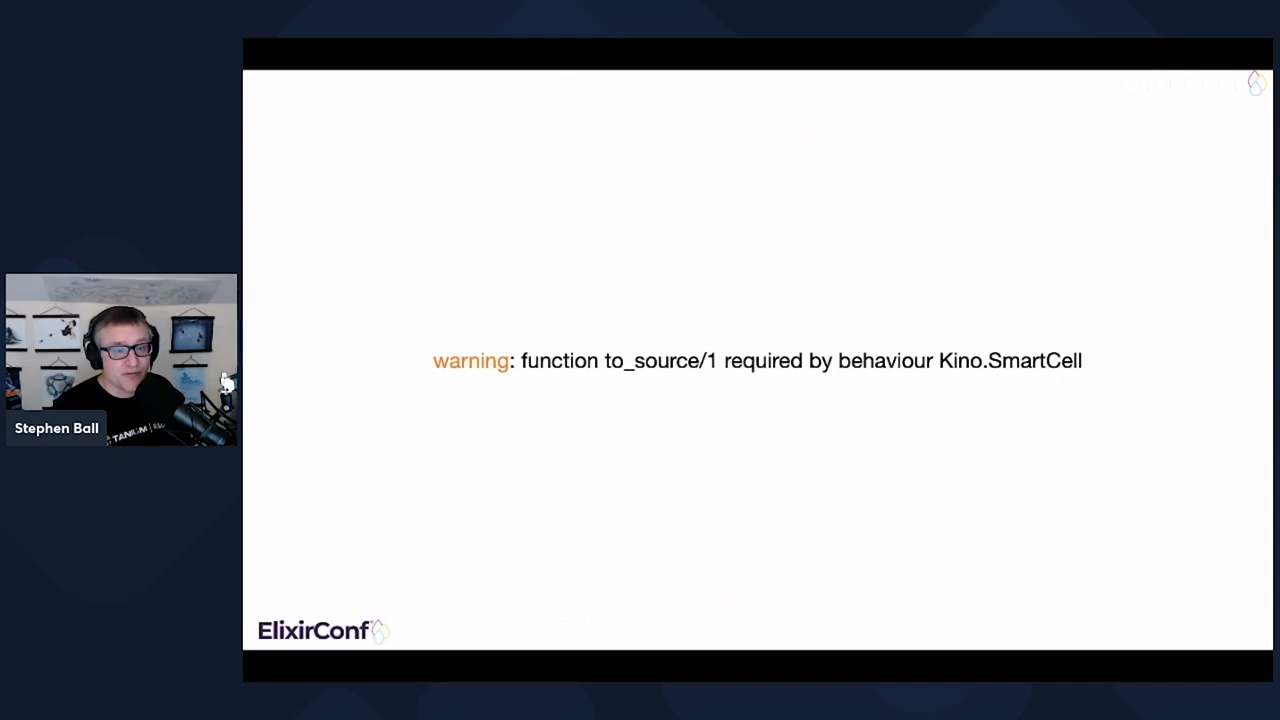 warning: function to_source/1 required by behaviour Kino.SmartCell
Stephen Ball
ElixirConf